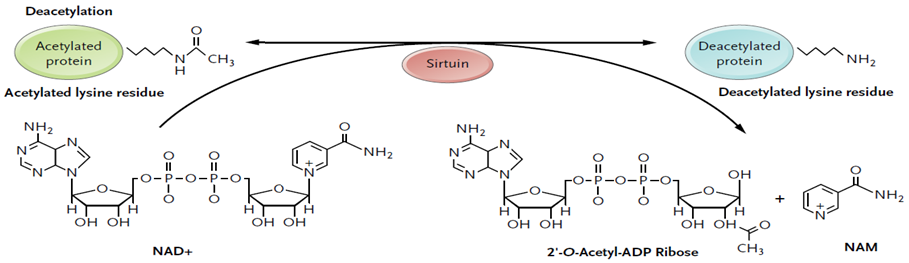 Deacetylation
Acetylated
protein
O
N
H
CH3
Acetylated lysine residue
Sirtuin
Deacetylated
protein
NH2
Deacetylated lysine residue
NH2
N
N
N
N
O
H
H
OH OH
O
O
P
O
O
P
O
O
O
O
H
H
OH OH
N
+
O
NH2
NAD+
NH2
N
N
N
N
O
H
H
OH OH
O
O
P
O
O
P
O
O
O
O
OH
H
H
OH O
O
CH3
2'-O-Acetyl-ADP Ribose
+
O
NH2
N
+
NAM